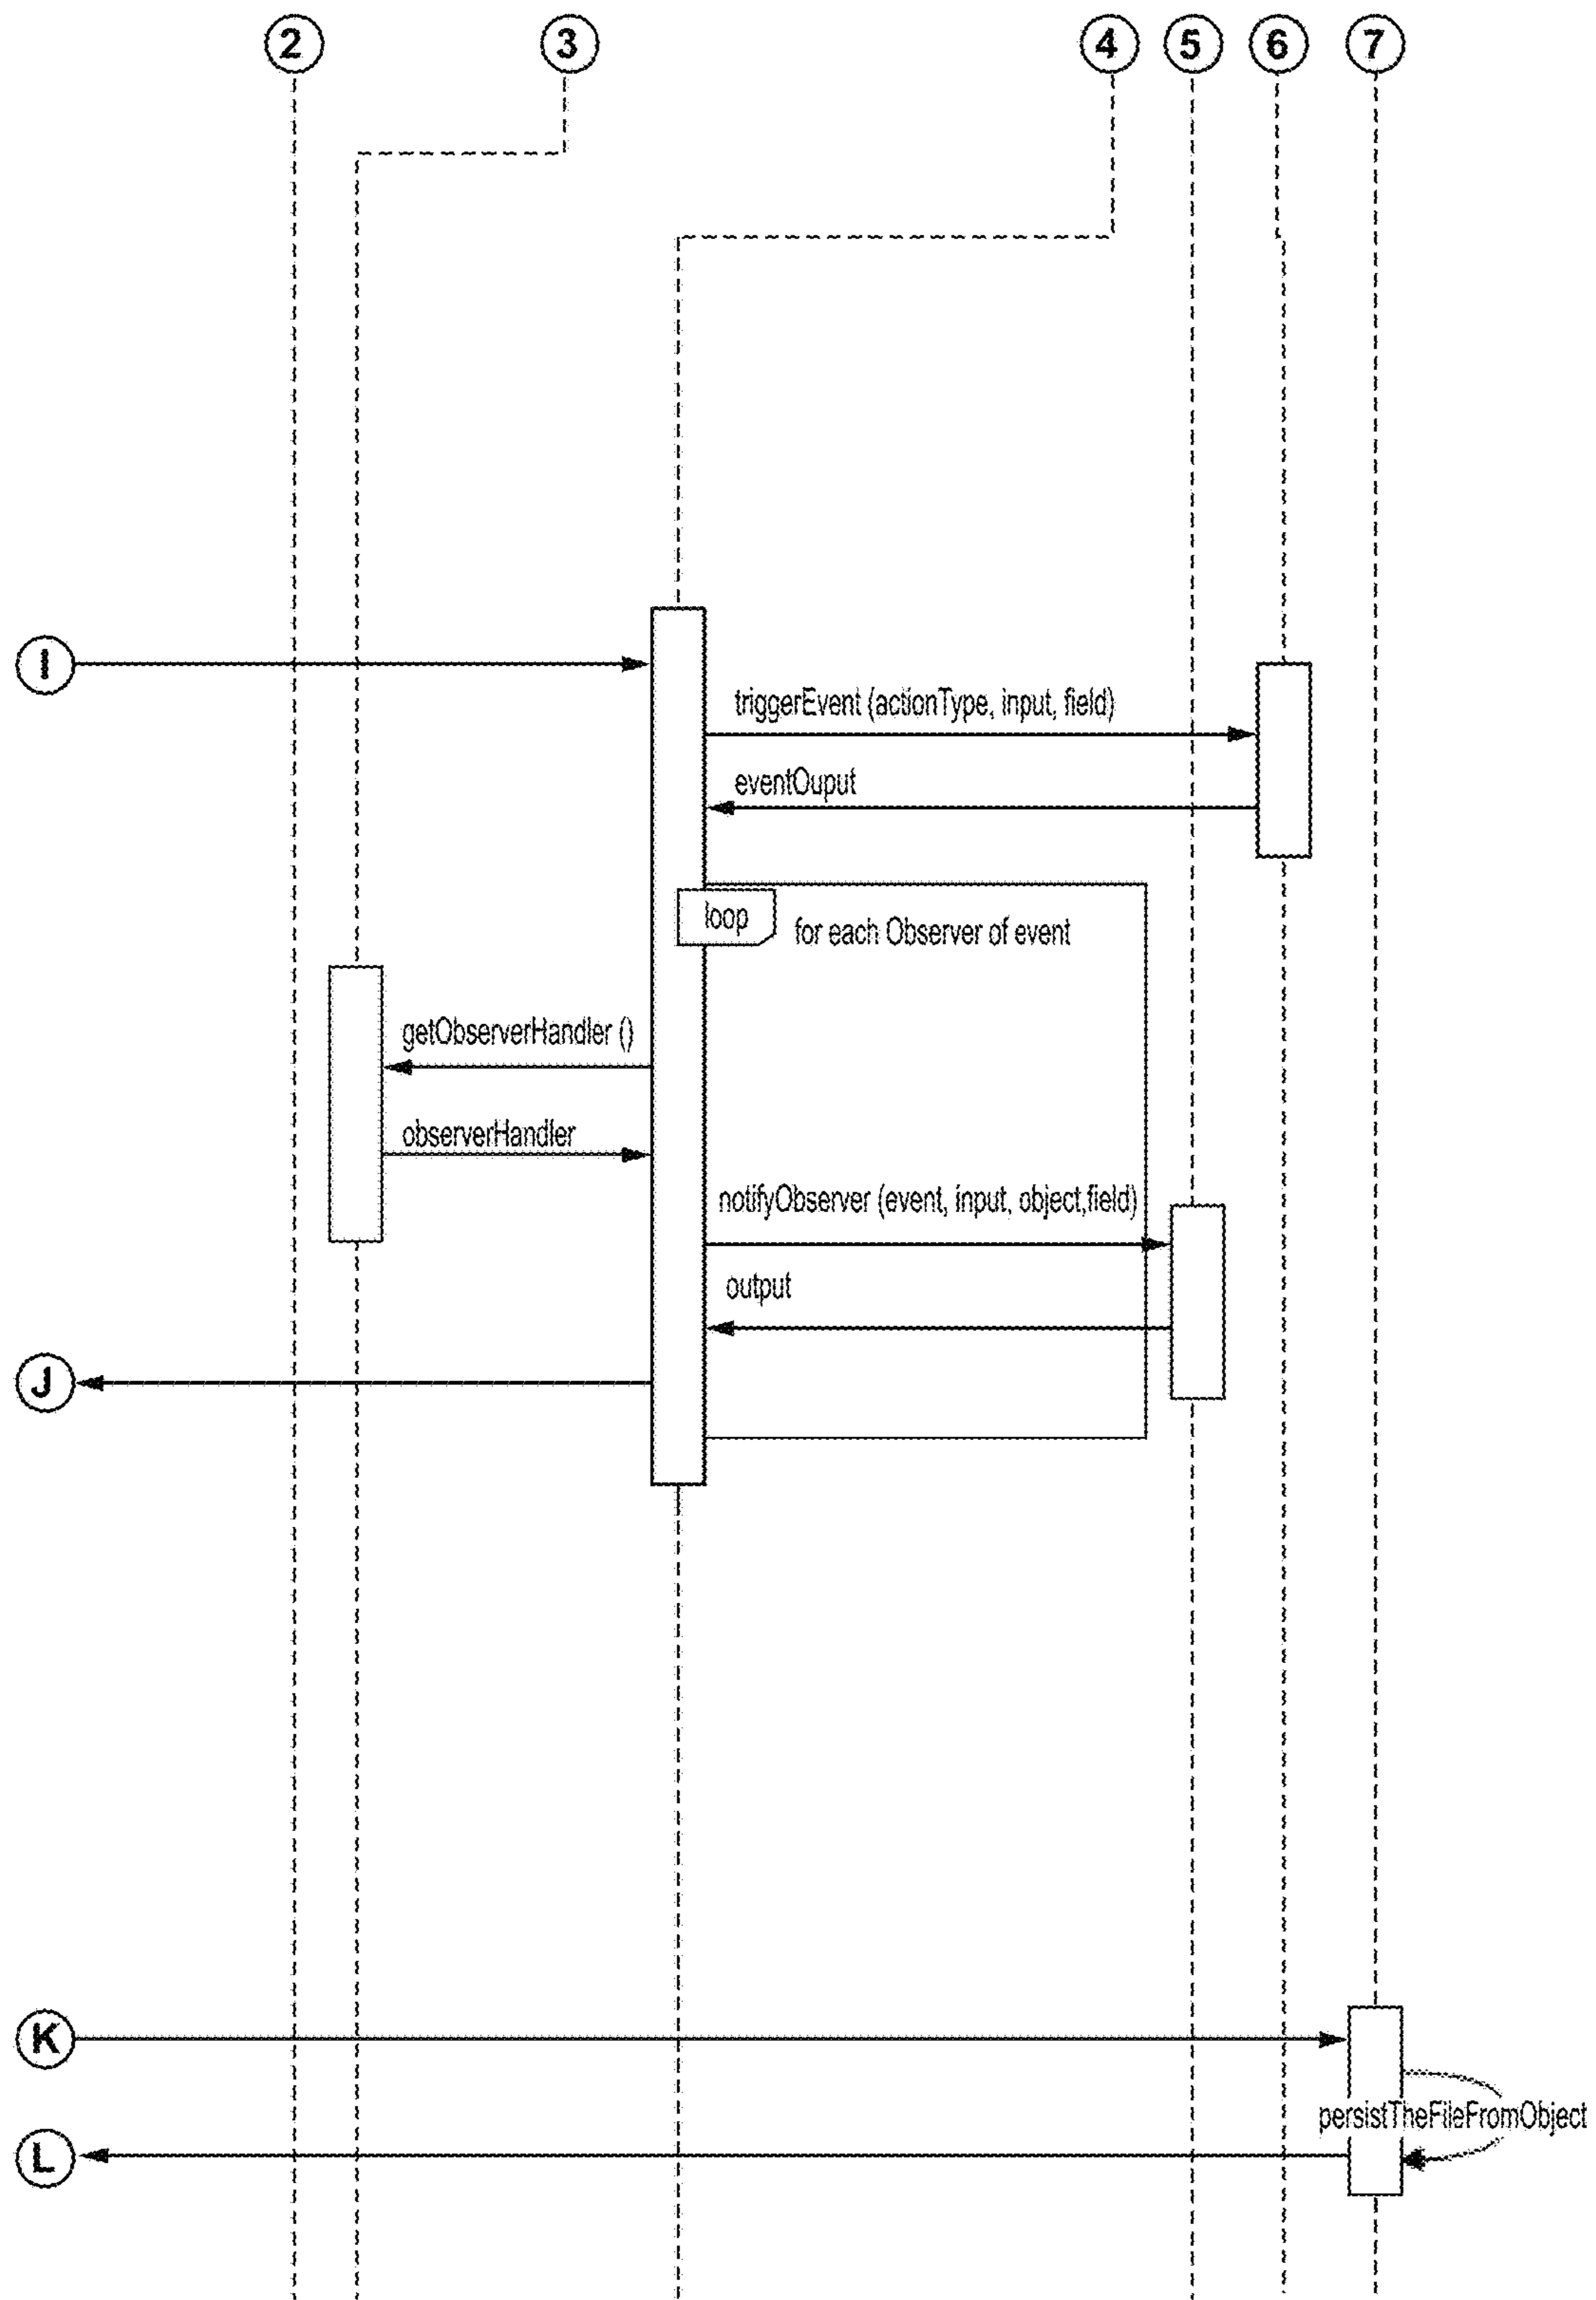 2 3 4 5 6 7
I
triggerEvent (actionType, input, field)
eventOuput
loop
for each Observer of event
getObserverHandler ()
observerHandler
notifyObserver (event, input, object,field)
output
J
K
persistTheFileFromObject
L